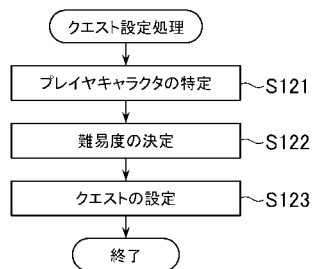 クエスト設定処理
プレイヤキャラクタの特定
S121
難易度の決定
S122
クエストの設定
S123
終了